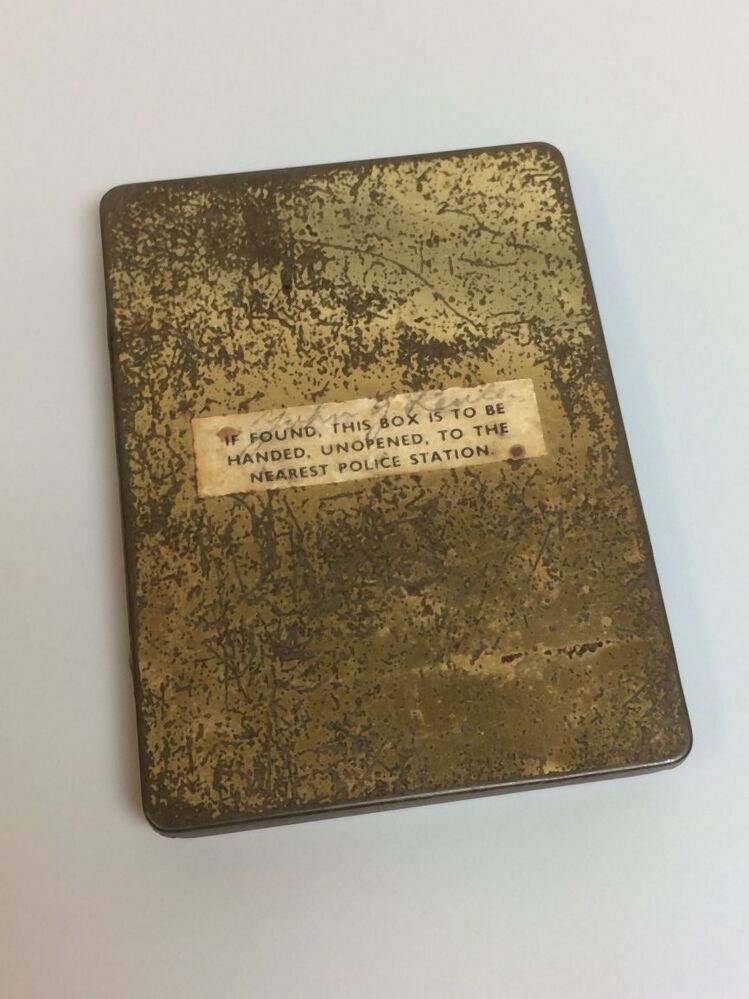 IF FOUND, THIS BOX IS TO BE
HANDED, UNOPENED, TO THE
NEAREST POLICE STATION.